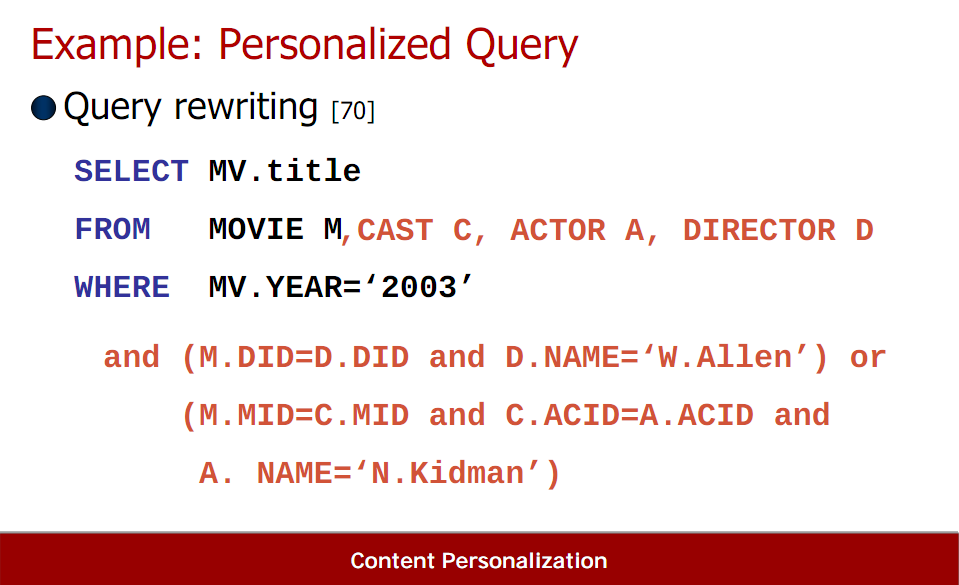 Example: Personalized Query
Query rewriting [70]
SELECT MV.title
FROM MOVIE M,CAST C, ACTOR A, DIRECTOR D
WHERE MV.YEAR=‘2003’
and (M.DID=D.DID and D.NAME=‘W.Allen’) or
(M.MID=C.MID and C.ACID=A.ACID and
A. NAME=‘N.Kidman’)
Content Personalization